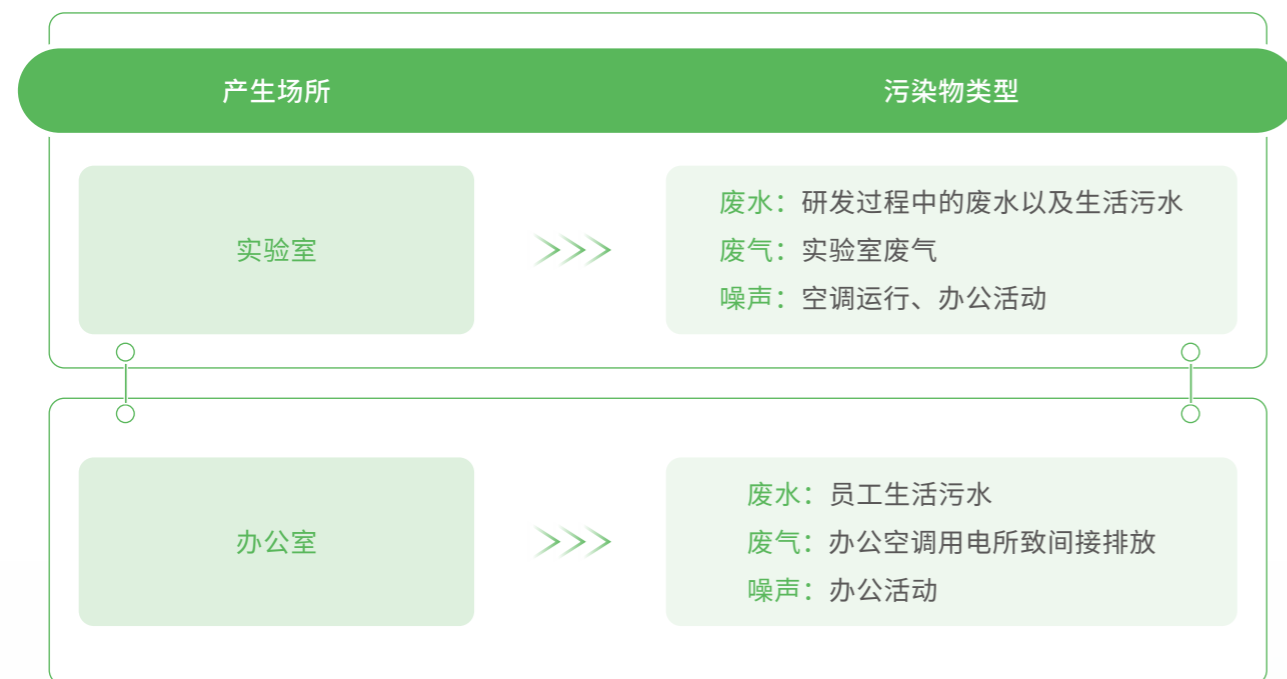 产生场所
污染物类型
实验室
废水：研发过程中的废水以及生活污水
废气：实验室废气
噪声：空调运行、办公活动
办公室
废水：员工生活污水
废气：办公空调用电所致间接排放
噪声：办公活动